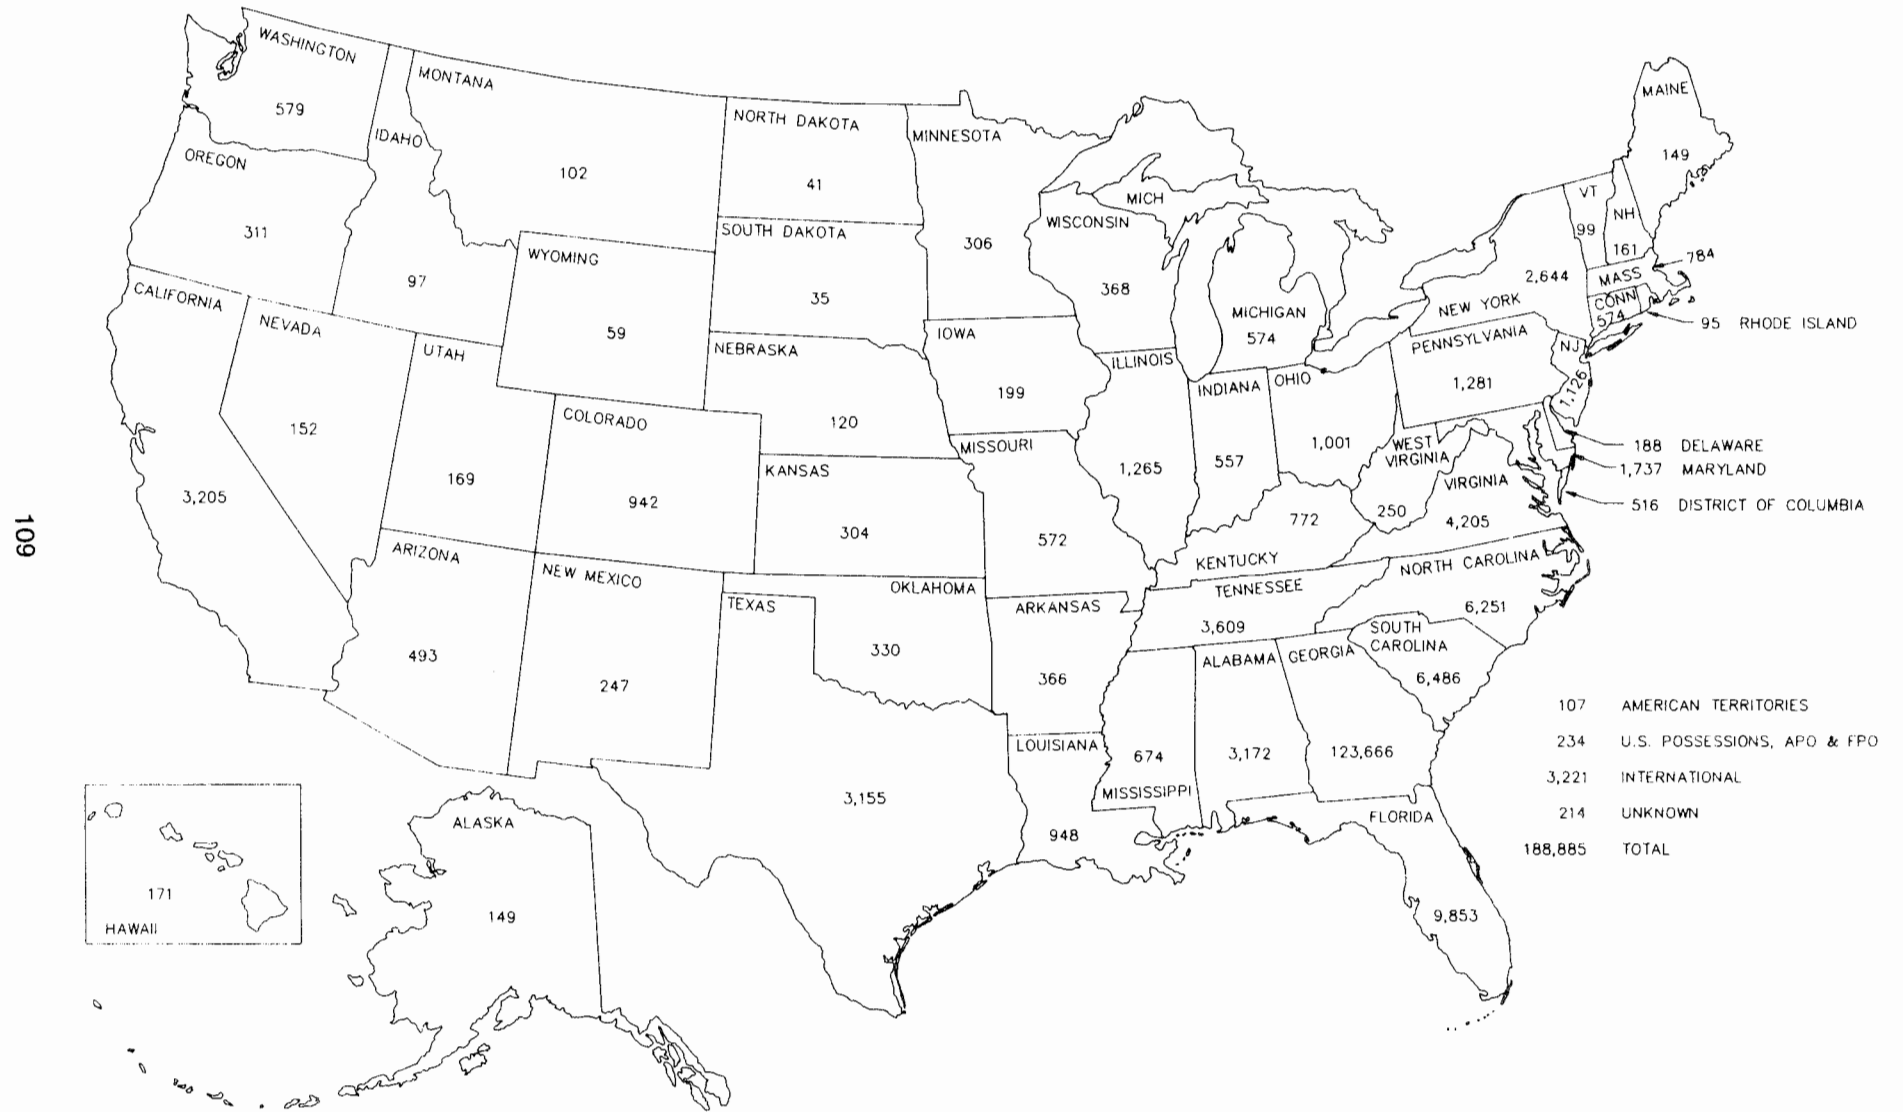 WASHINGTON
579
MONTANA
102
IDAHO
97
OREGON
311
NORTH DAKOTA
41
MINNESOTA
306
MAINE
149
VT
99
NH
161
MICH
WISCONSIN
368
SOUTH DAKOTA
35
WYOMING
59
CALIFORNIA
3,205
NEVADA
152
UTAH
169
NEBRASKA
120
IOWA
199
MICHIGAN
574
2,644
NEW YORK
MASS
784
CONN
574
95 RHODE ISLAND
PENNSYLVANIA
1,281
NJ
1,126
ILLINOIS
1,265
INDIANA
557
OHIO
1,001
COLORADO
942
KANSAS
304
MISSOURI
572
WEST
VIRGINIA
250
VIRGINIA
4,205
188 DELAWARE
1,737 MARYLAND
516 DISTRICT OF COLUMBIA
772
KENTUCKY
109
ARIZONA
493
NEW MEXICO
247
TEXAS
3,155
OKLAHOMA
330
ARKANSAS
366
TENNESSEE
3,609
NORTH CAROLINA
6,251
SOUTH
CAROLINA
6,486
ALABAMA
3,172
GEORGIA
123,666
674
MISSISSIPPI
LOUISIANA
948
FLORIDA
9,853
ALASKA
149
171
HAWAII
107 AMERICAN TERRITORIES
234 U.S. POSSESSIONS, APO & FPO
3,221 INTERNATIONAL
214 UNKNOWN
188,885 TOTAL